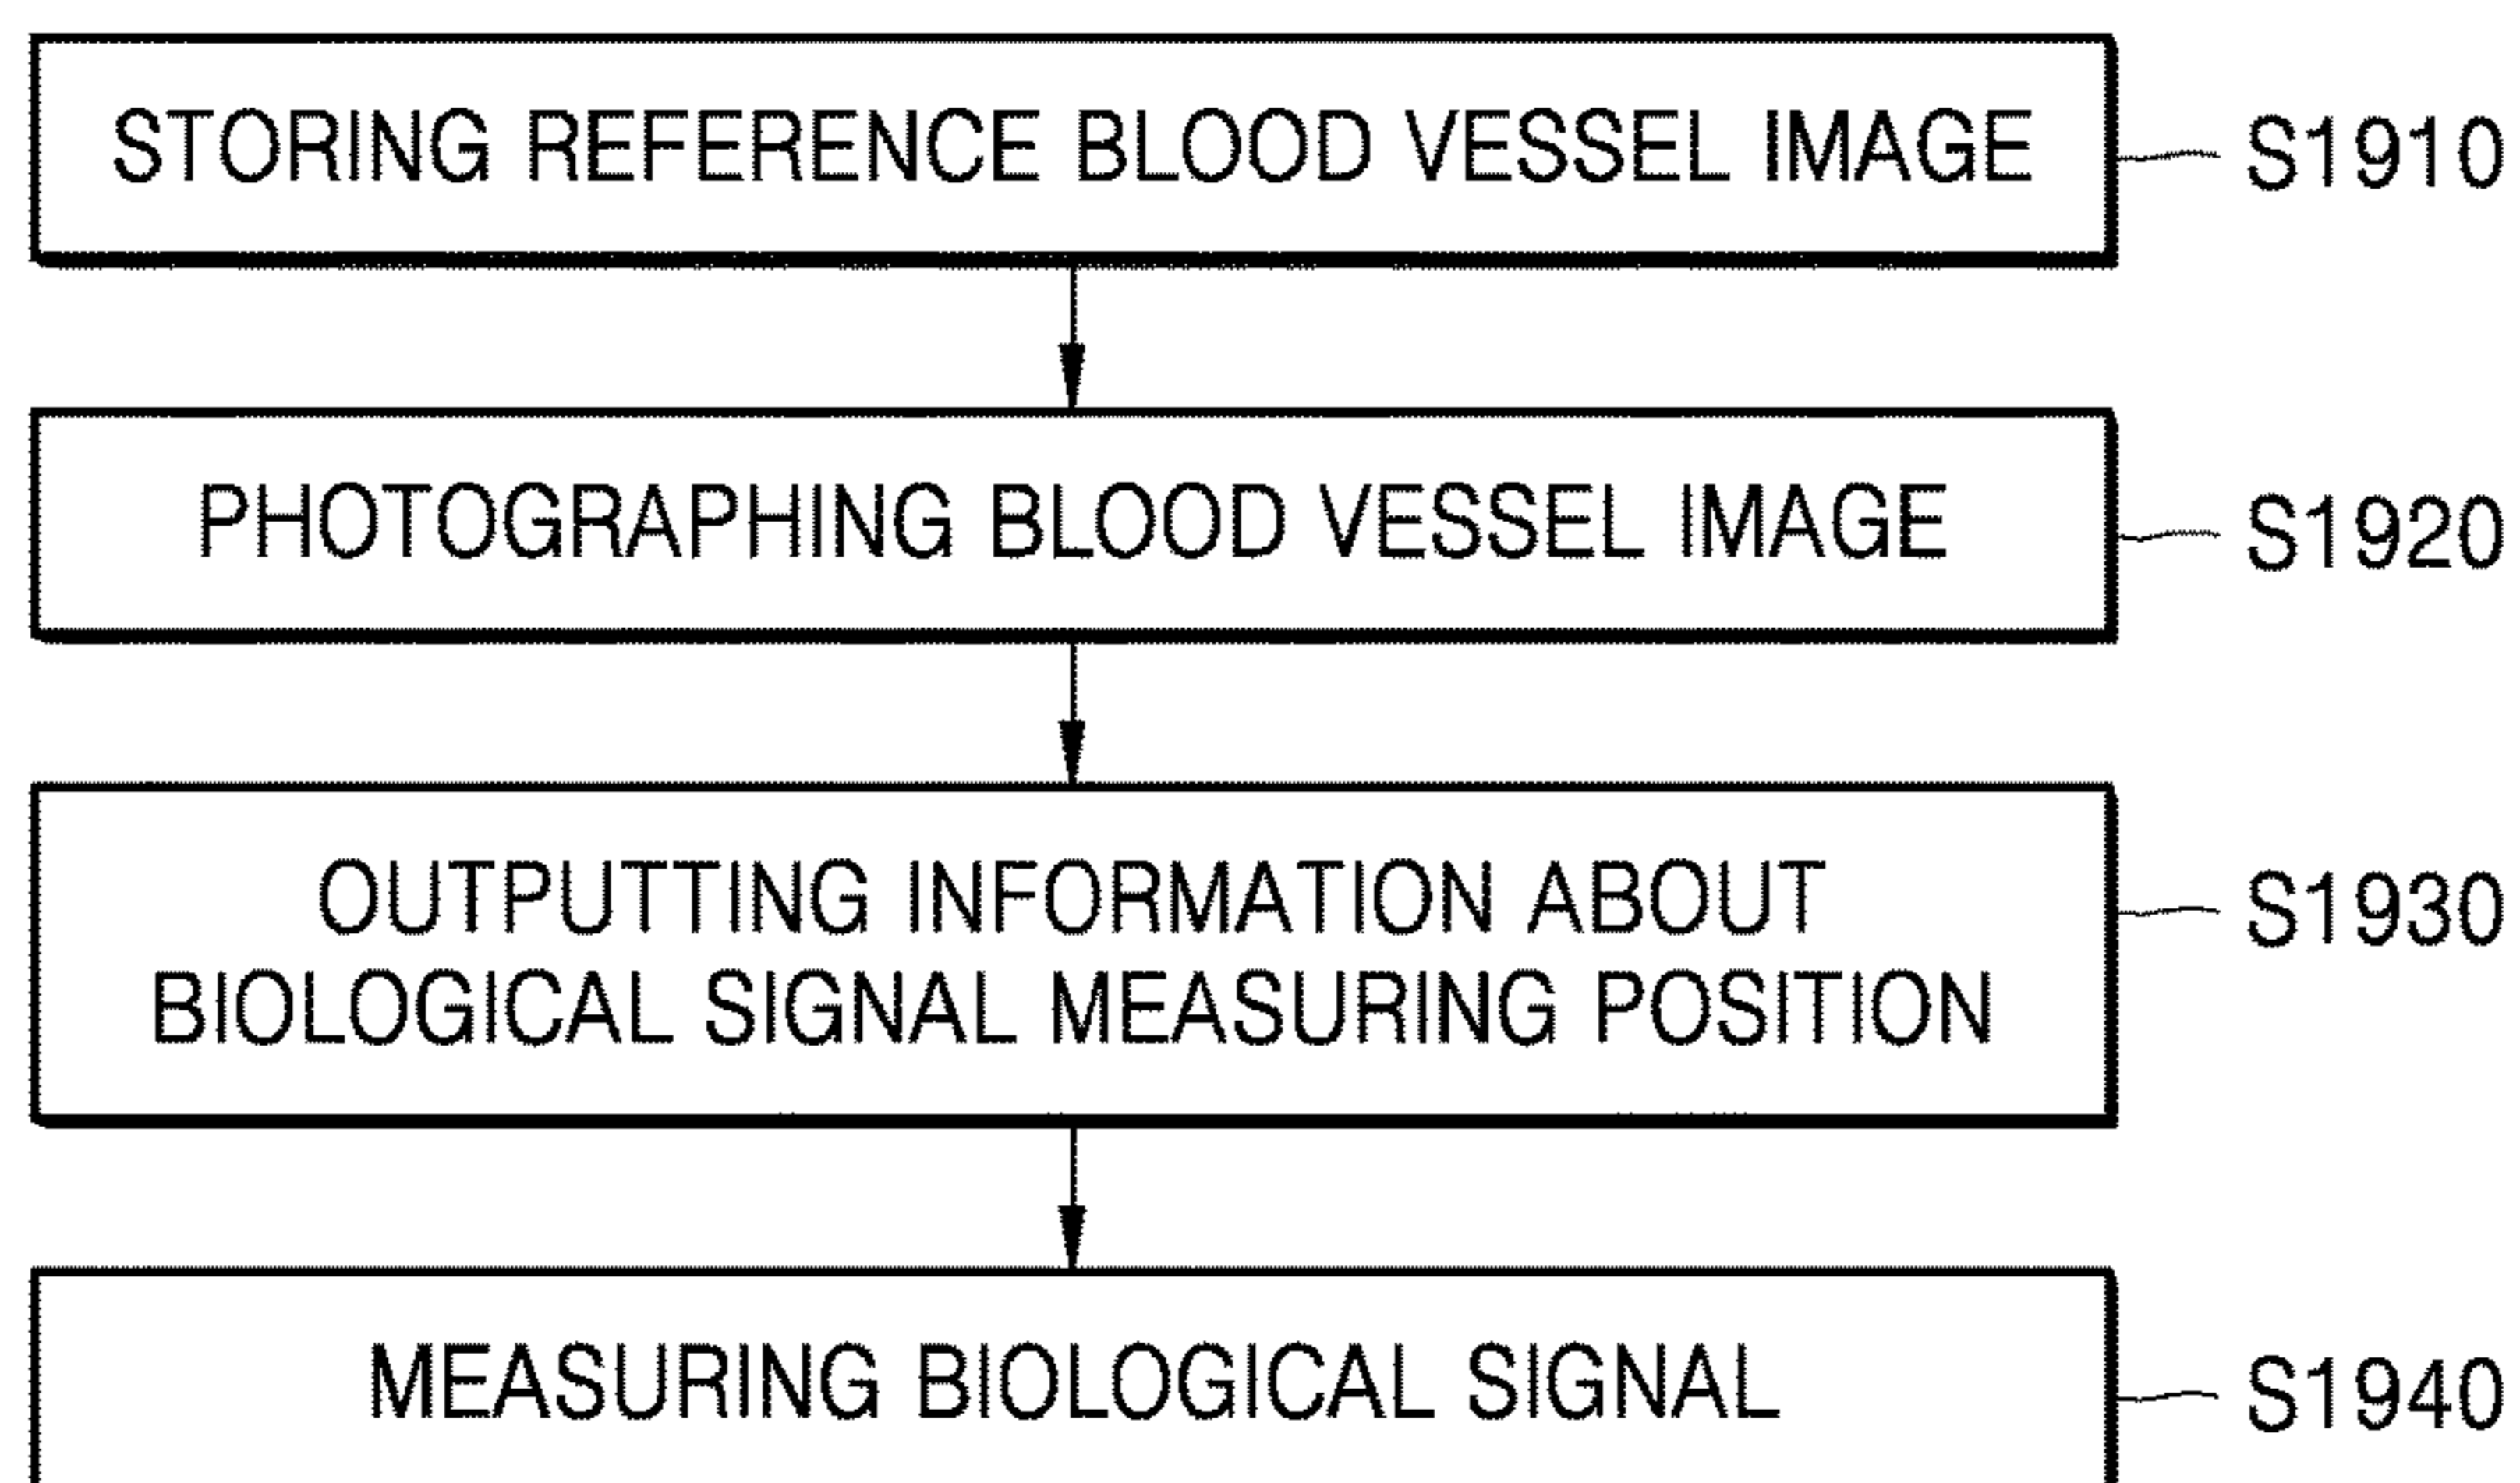 STORING REFERENCE BLOOD VESSEL IMAGE S1910
PHOTOGRAPHING BLOOD VESSEL IMAGE S1920
OUTPUTTING INFORMATION ABOUT S1930
BIOLOGICAL SIGNAL MEASURING POSITION
MEASURING BIOLOGICAL SIGNAL S1940